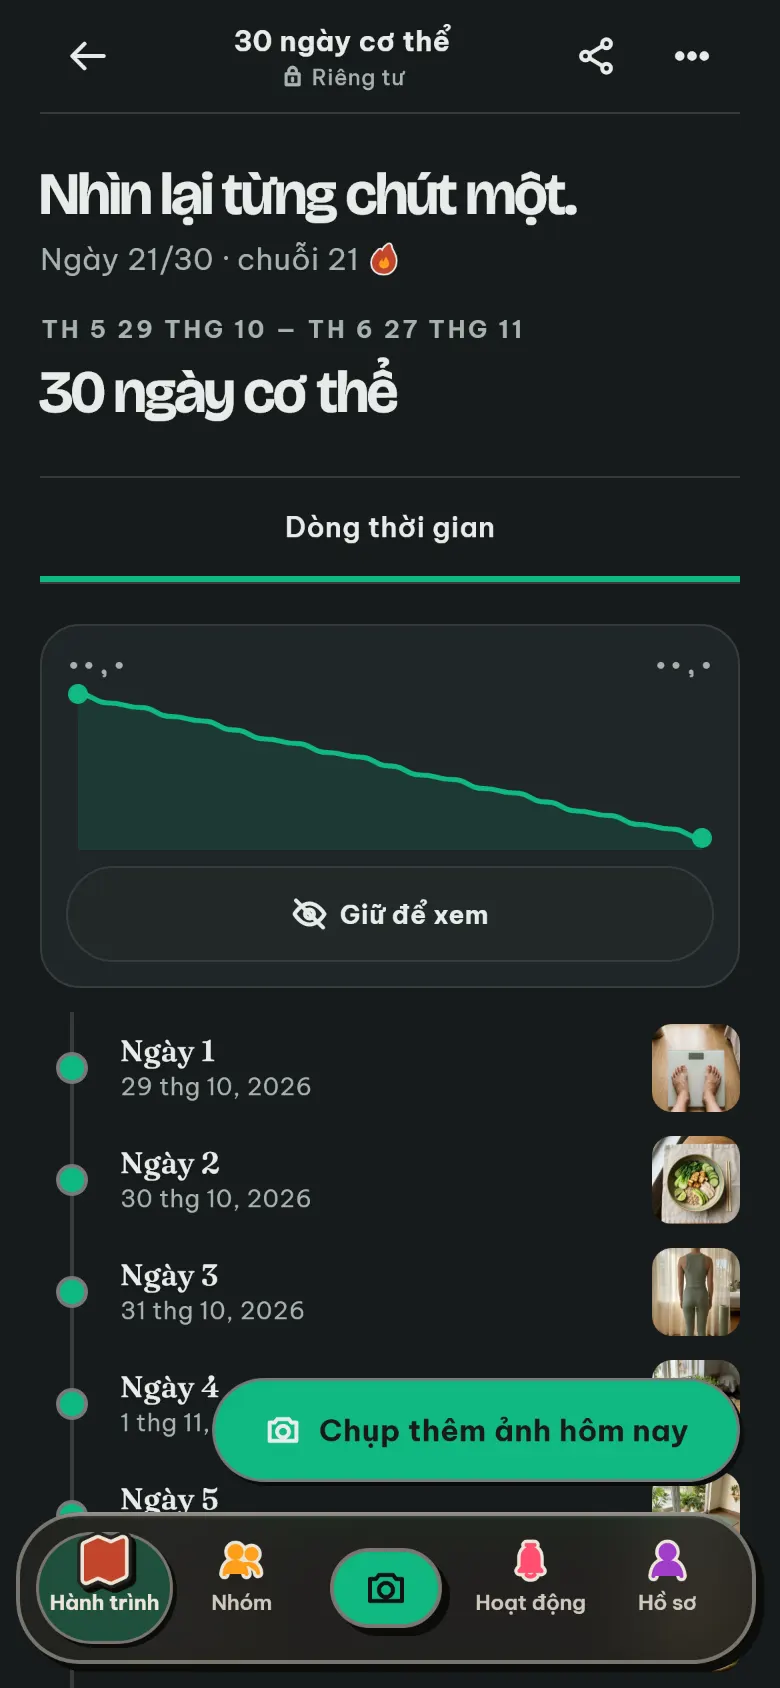 30 ngày cơ thể
Riêng tư
Nhìn lại từng chút một.
Ngày 21/30 · chuỗi 21
TH 5 29 THG 10 – TH 6 27 THG 11
30 ngày cơ thể
Dòng thời gian
••,•
••,•
Giữ để xem
Ngày 1
29 thg 10, 2026
Ngày 2
30 thg 10, 2026
Ngày 3
31 thg 10, 2026
Ngày 4
1 thg 11,
Chụp thêm ảnh hôm nay
Ngày 5
Hành trình
Nhóm
Hoạt động
Hồ sơ